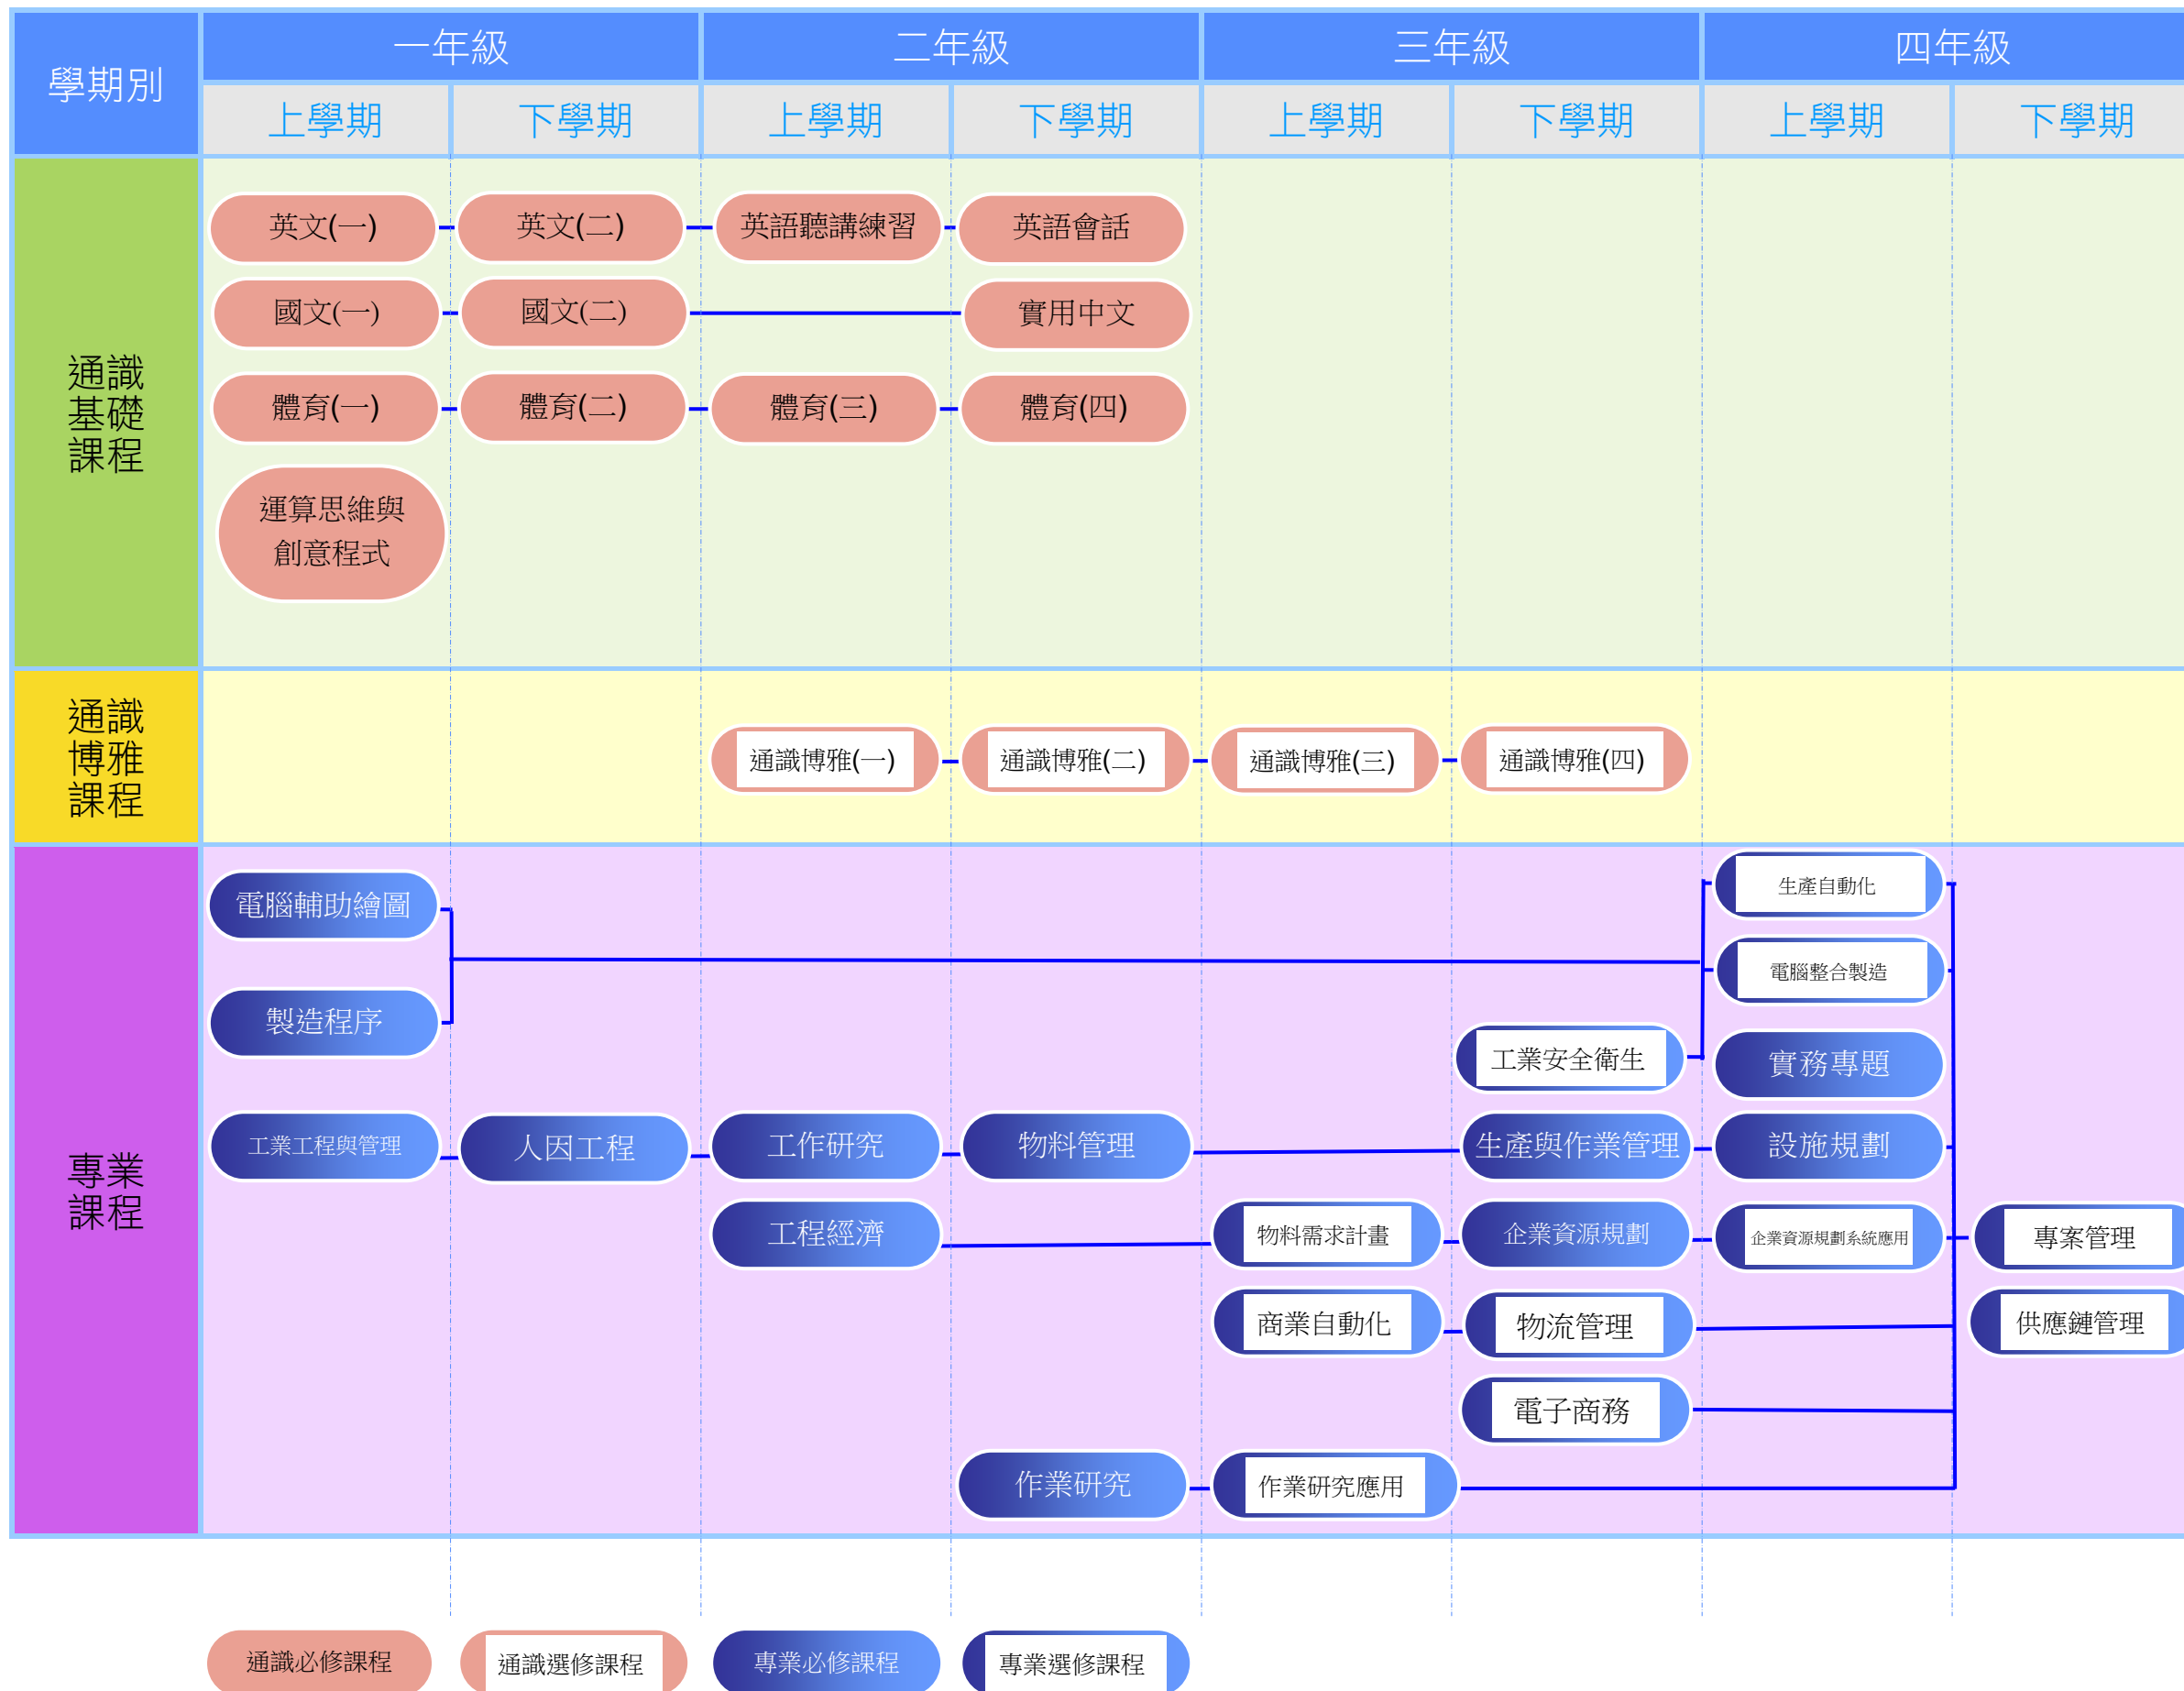 學期別
一年級
二年級
三年級
四年級
上學期
下學期
上學期
下學期
上學期
下學期
上學期
下學期
通識
基礎
課程
英文(一)
英文(二)
英語聽講練習
英語會話
國文(一)
國文(二)
實用中文
體育(一)
體育(二)
體育(三)
體育(四)
運算思維與
創意程式
通識
博雅
課程
通識博雅(一)
通識博雅(二)
通識博雅(三)
通識博雅(四)
專業
課程
電腦輔助繪圖
生產自動化
電腦整合製造
製造程序
工業安全衛生
實務專題
工業工程與管理
人因工程
工作研究
物料管理
生產與作業管理
設施規劃
工程經濟
物料需求計畫
企業資源規劃
企業資源規劃系統應用
專案管理
商業自動化
物流管理
供應鏈管理
電子商務
作業研究
作業研究應用
通識必修課程
通識選修課程
專業必修課程
專業選修課程